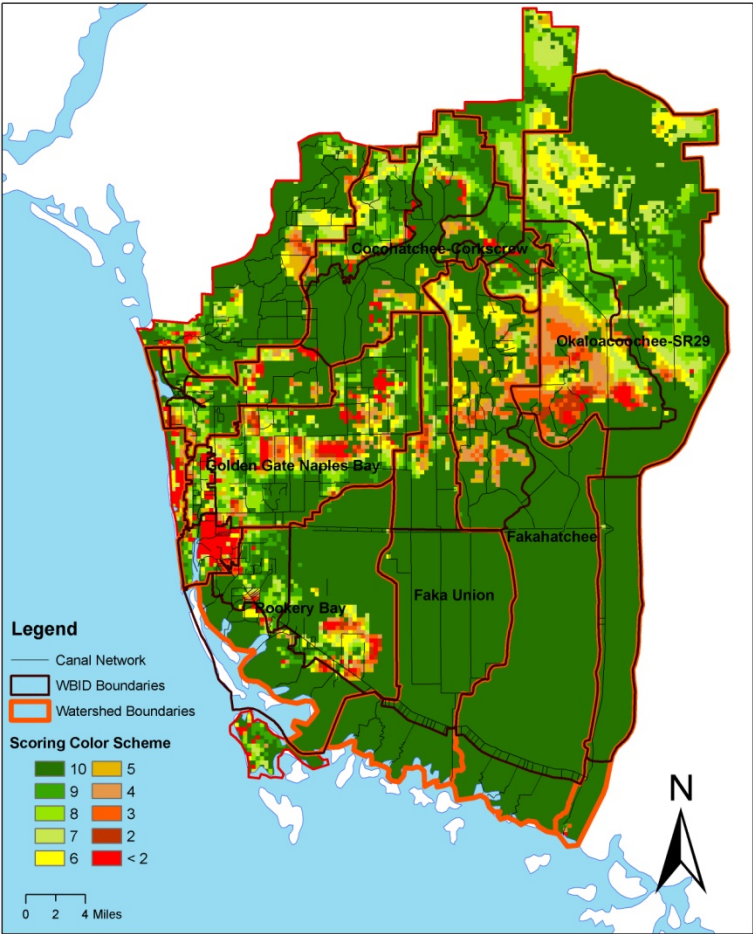 Cocohatchee-Corkscrew
Okaloacoochee-SR29
Golden Gate Naples Bay
Fakahatchee
Faka Union
Rookery Bay
Legend
Canal Network
WBID Boundaries
Watershed Boundaries
Scoring Color Scheme
10 5
9 4
8 3
7 2
6 < 2
0 2 4 Miles
N